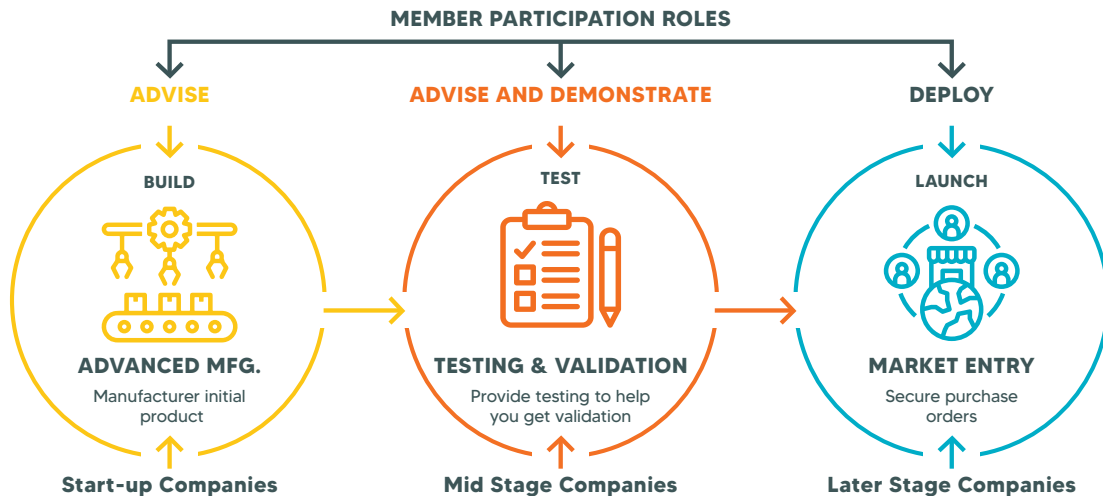 MEMBER PARTICIPATION ROLES
ADVISE
ADVISE AND DEMONSTRATE
DEPLOY
BUILD
ADVANCED MFG.
Manufacturer initial
product
Start-up Companies
TEST
TESTING & VALIDATION
Provide testing to help
you get validation
Mid Stage Companies
LAUNCH
MARKET ENTRY
Secure purchase
orders
Later Stage Companies